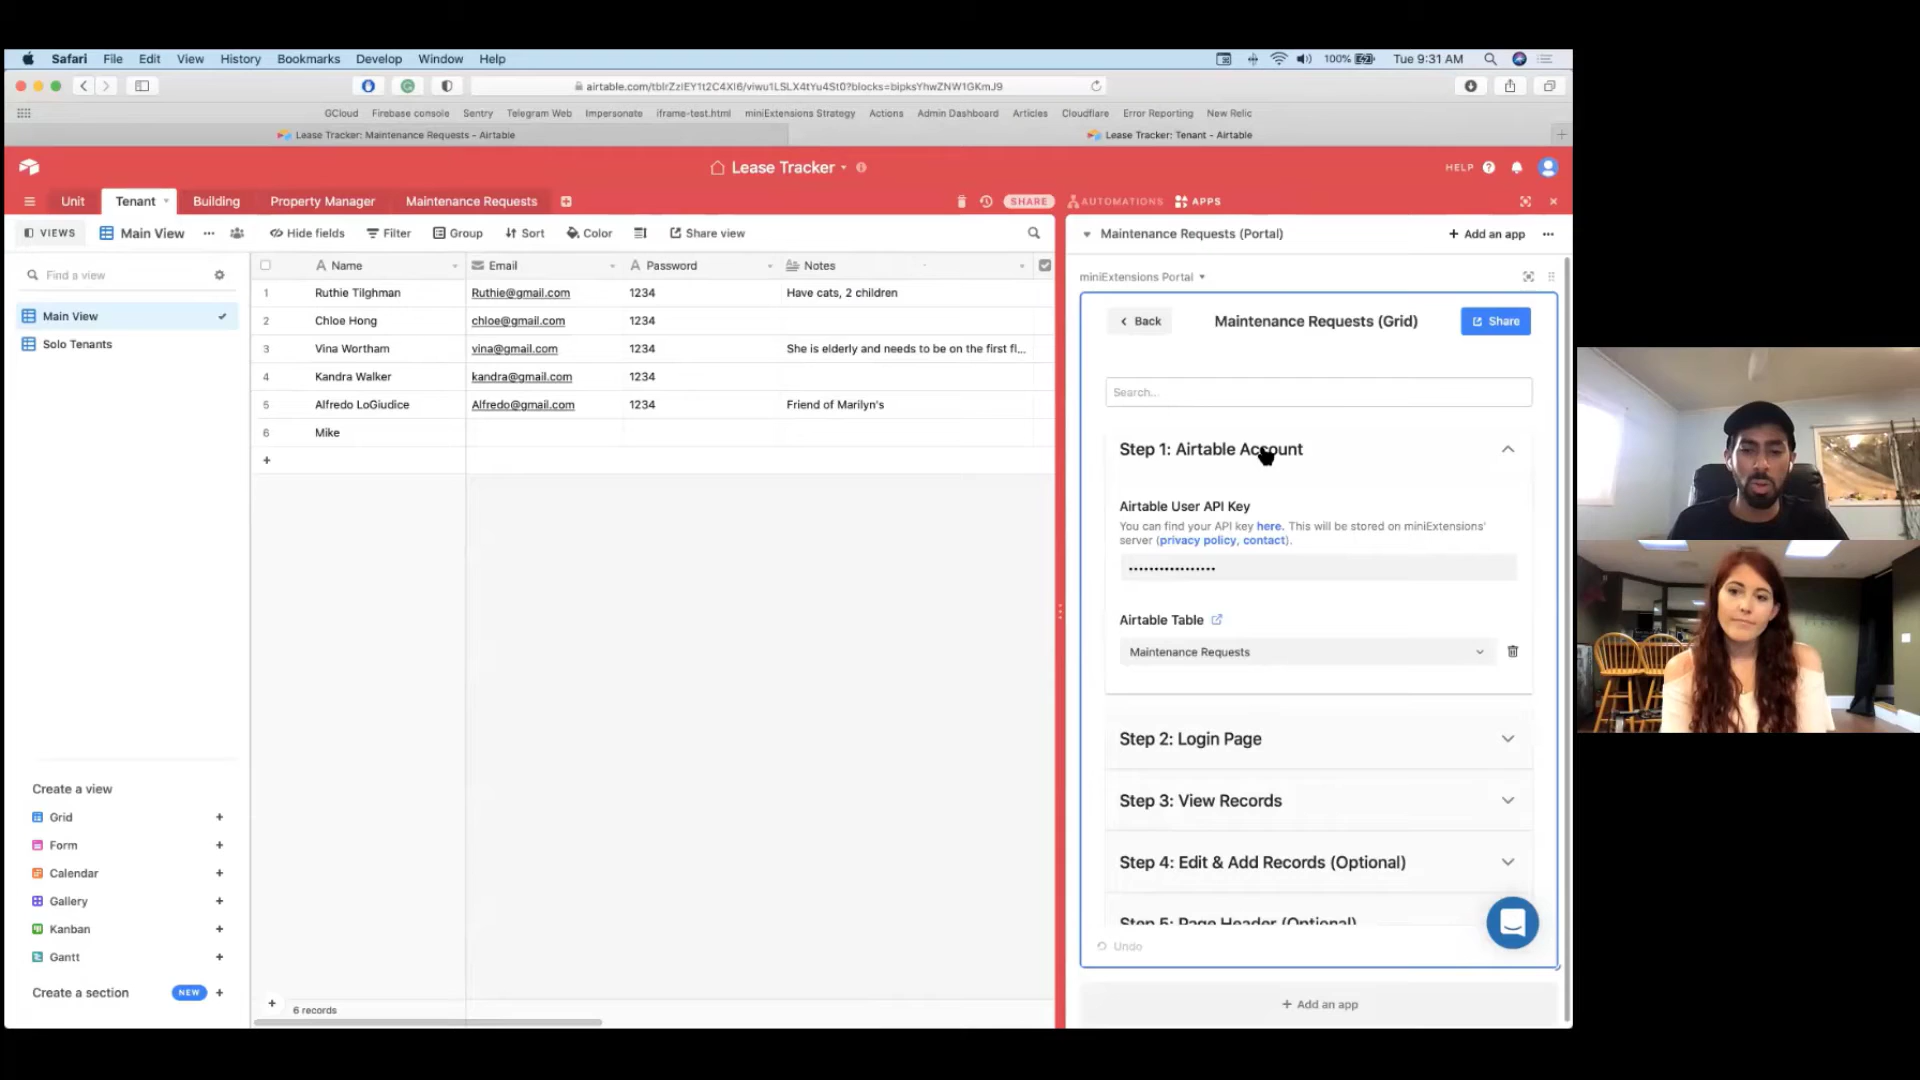 Safari File Edit View History Bookmarks Develop Window Help 100% Tue 9:31 AM
airtable.com/tblrZzIEY1t2C4XI6/viwu1LSLX4tYu4St0?blocks=bipksYhwZNW1GKmJ9
GCloud Firebase console Sentry Telegram Web Impersonate iframe-test.html miniExtensions Strategy Actions Admin Dashboard Articles Cloudflare Error Reporting New Relic
Lease Tracker: Maintenance Requests - Airtable Lease Tracker: Tenant - Airtable
Lease Tracker HELP
Unit Tenant Building Property Manager Maintenance Requests SHARE AUTOMATIONS APPS
VIEWS Main View Hide fields Filter Group Sort Color Share view
Find a view
Main View
Solo Tenants
Create a view
Grid
Form
Calendar
Gallery
Kanban
Gantt
Create a section NEW
Name Email Password Notes
1 Ruthie Tilghman Ruthie@gmail.com 1234 Have cats, 2 children
2 Chloe Hong chloe@gmail.com 1234
3 Vina Wortham vina@gmail.com 1234 She is elderly and needs to be on the first fl...
4 Kandra Walker kandra@gmail.com 1234
5 Alfredo LoGiudice Alfredo@gmail.com 1234 Friend of Marilyn's
6 Mike
+
+ 6 records
Maintenance Requests (Portal) + Add an app
miniExtensions Portal
Back Maintenance Requests (Grid) Share
Search...
Step 1: Airtable Account
Airtable User API Key
You can find your API key here. This will be stored on miniExtensions'
server (privacy policy, contact).
•••••••••••••••••
Airtable Table
Maintenance Requests
Step 2: Login Page
Step 3: View Records
Step 4: Edit & Add Records (Optional)
Step 5: Page Header (Optional)
Undo
+ Add an app